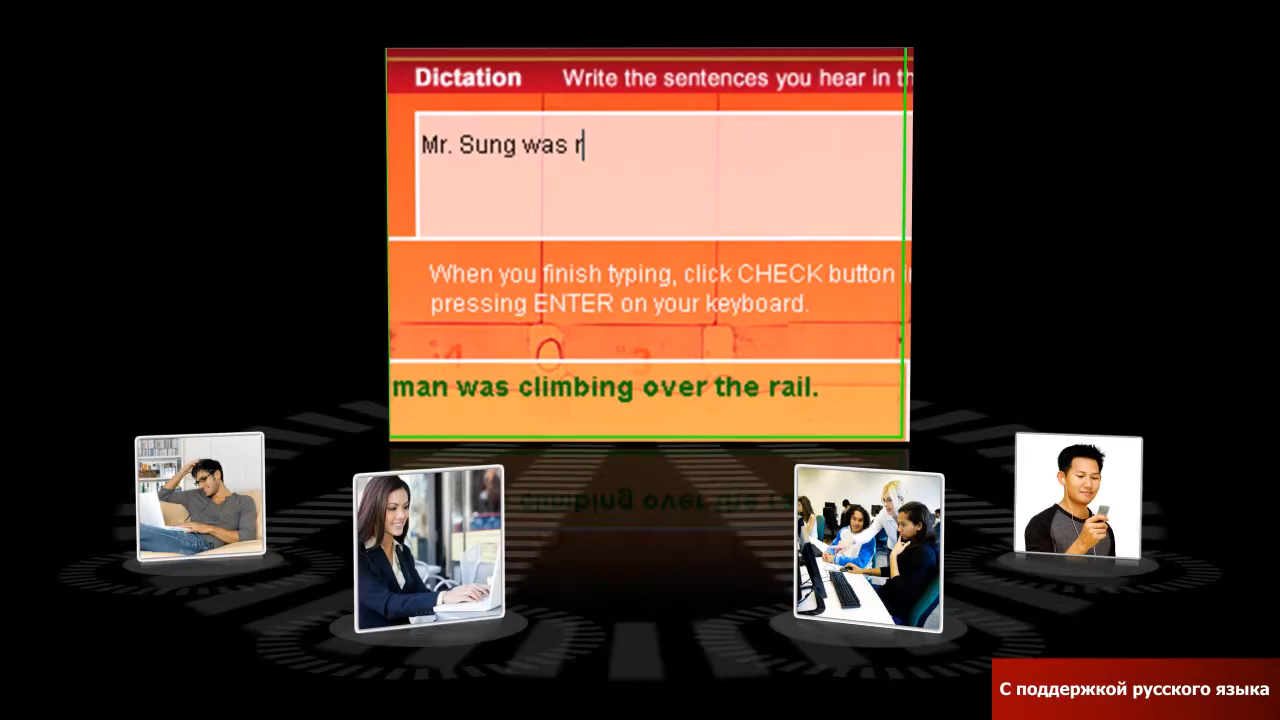 Dictation Write the sentences you hear in th
Mr. Sung was r
When you finish typing, click CHECK button i
pressing ENTER on your keyboard.
man was climbing over the rail.
С поддержкой русского языка